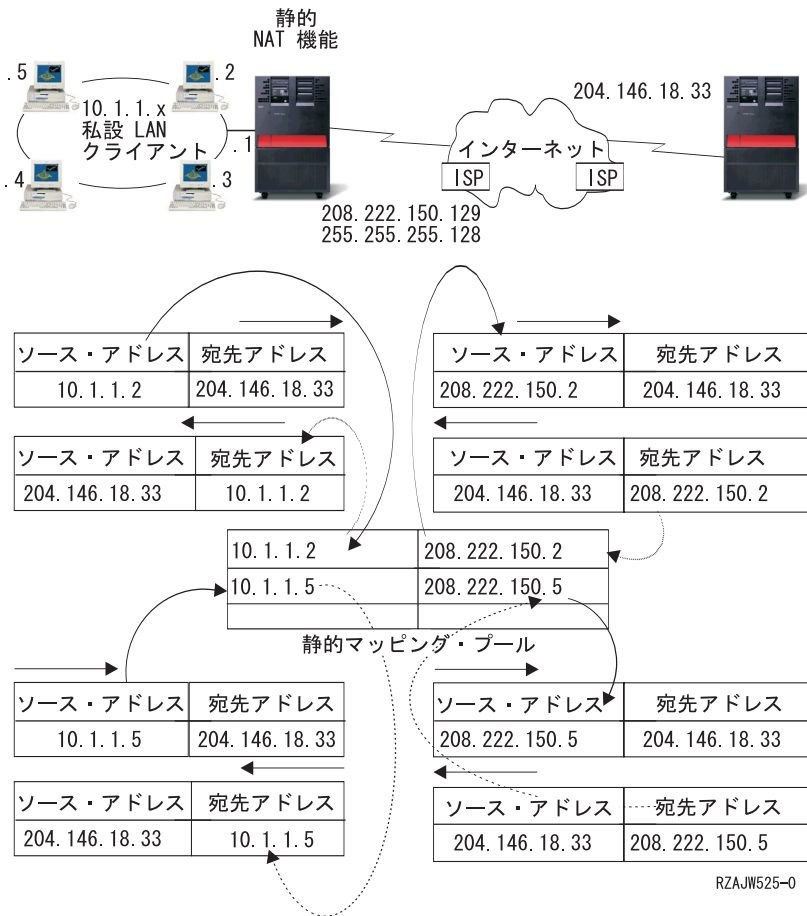 静的
NAT 機能
.5
.2
10.1.1.x
私設 LAN
クライアント
.1
.4
.3
204.146.18.33
インターネット
ISP
ISP
208.222.150.129
255.255.255.128
ソース・アドレス 宛先アドレス
10.1.1.2 204.146.18.33
ソース・アドレス 宛先アドレス
204.146.18.33 10.1.1.2
ソース・アドレス 宛先アドレス
208.222.150.2 204.146.18.33
ソース・アドレス 宛先アドレス
204.146.18.33 208.222.150.2
10.1.1.2 208.222.150.2
10.1.1.5 208.222.150.5
静的マッピング・プール
ソース・アドレス 宛先アドレス
10.1.1.5 204.146.18.33
ソース・アドレス 宛先アドレス
204.146.18.33 10.1.1.5
ソース・アドレス 宛先アドレス
208.222.150.5 204.146.18.33
ソース・アドレス 宛先アドレス
204.146.18.33 208.222.150.5
RZAJW525-0